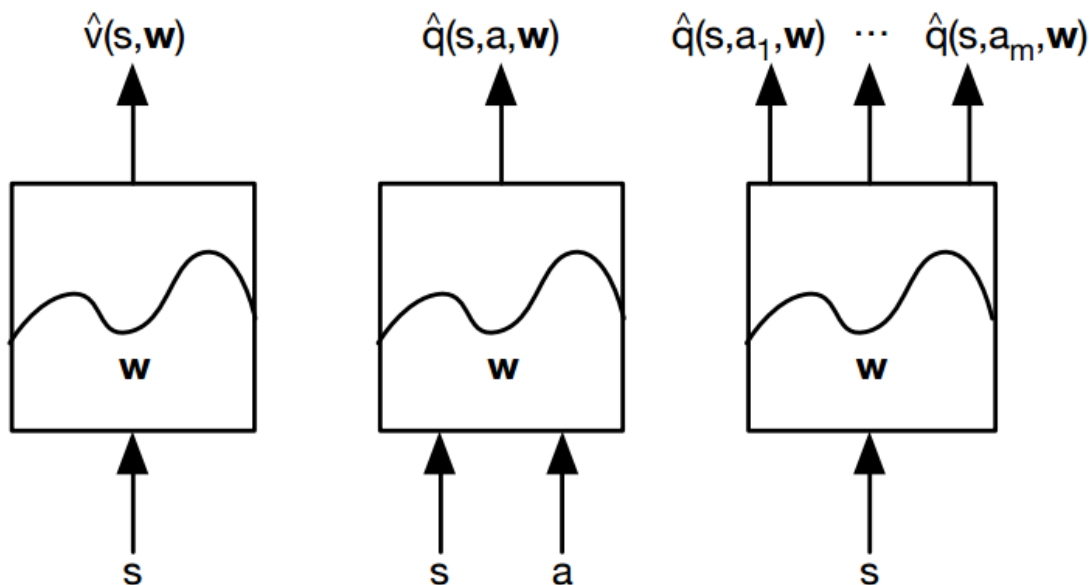 v̂(s,w) q̂(s,a,w) q̂(s,a₁,w) ... q̂(s,aₘ,w)
w w w
s s a s